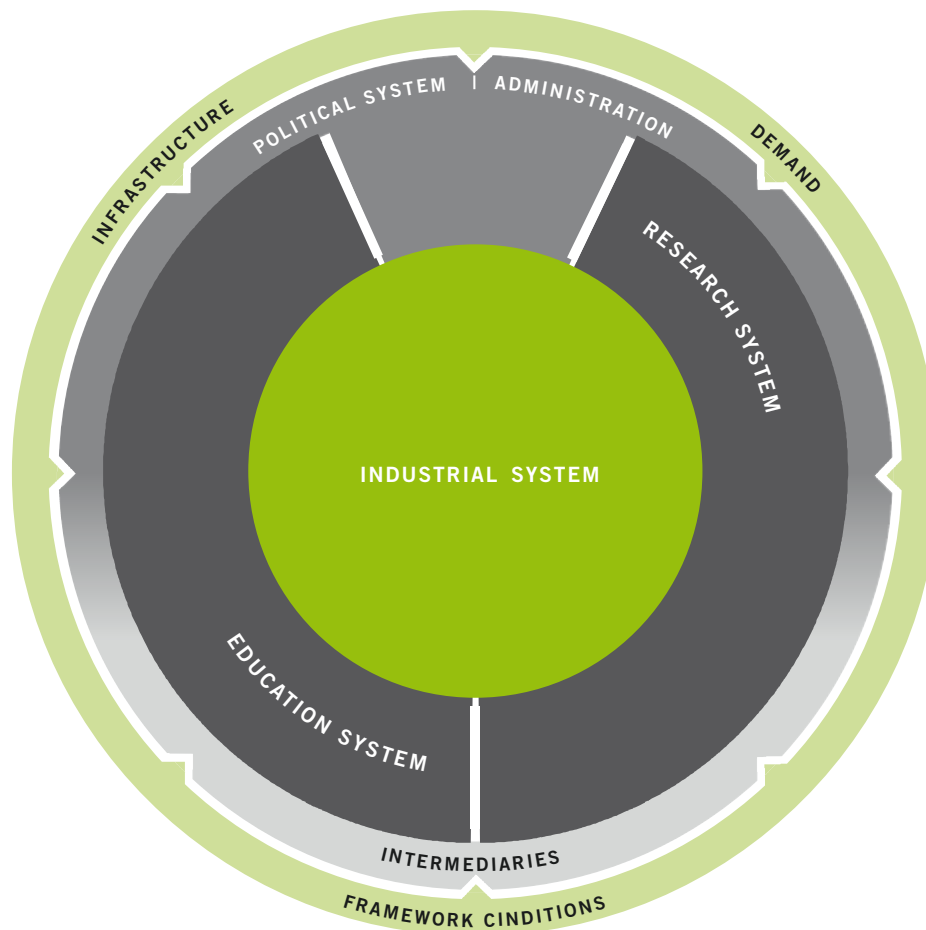 POLITICAL SYSTEM | ADMINISTRATION
INFRASTRUCTURE
DEMAND
RESEARCH SYSTEM
INDUSTRIAL SYSTEM
EDUCATION SYSTEM
INTERMEDIARIES
FRAMEWORK CINDITIONS